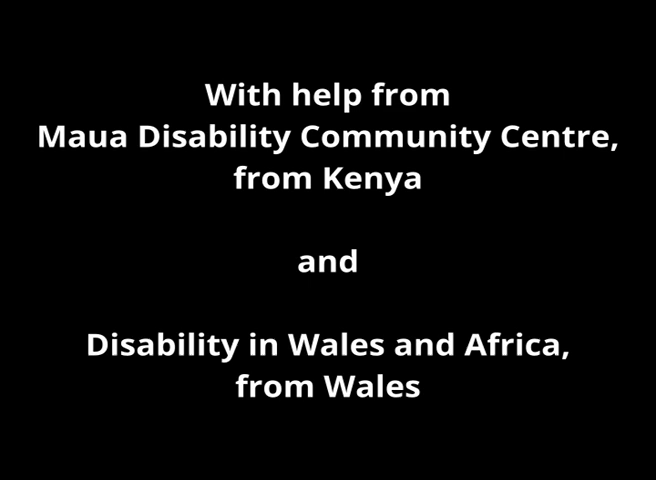 With help from
Maua Disability Community Centre,
from Kenya
and
Disability in Wales and Africa,
from Wales